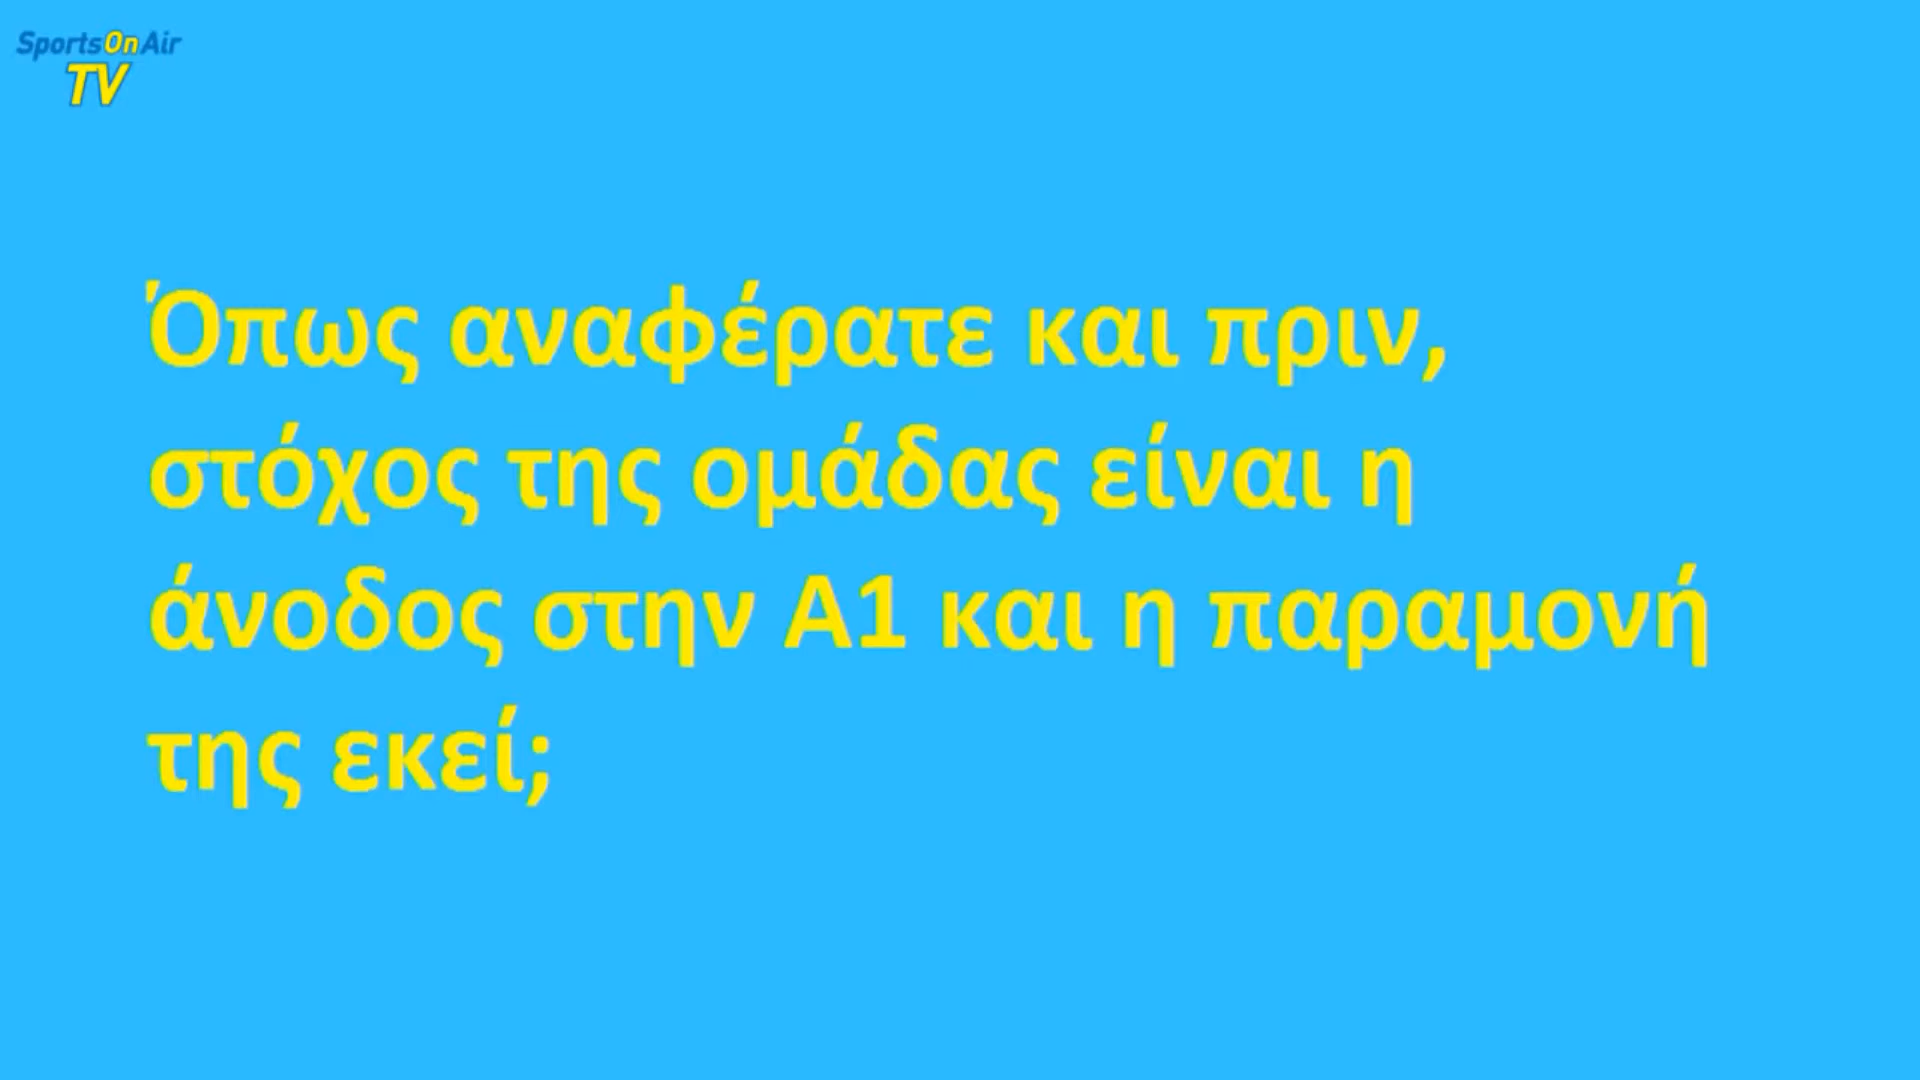 SportsOnAir
TV
Όπως αναφέρατε και πριν,
στόχος της ομάδας είναι η
άνοδος στην Α1 και η παραμονή
της εκεί;